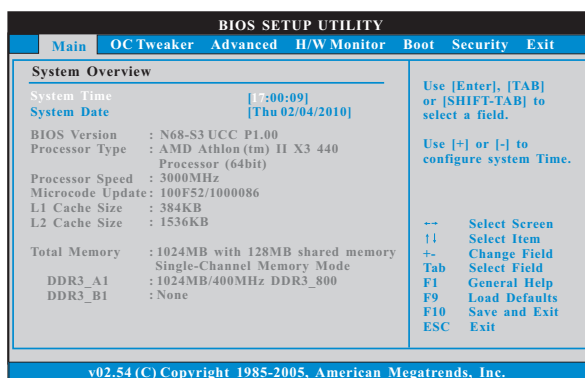 BIOS SETUP UTILITY
Main OC Tweaker Advanced H/W Monitor Boot Security Exit
System Overview
System Time [17:00:09]
System Date [Thu 02/04/2010]
BIOS Version : N68-S3 UCC P1.00
Processor Type : AMD Athlon (tm) II X3 440
Processor (64bit)
Processor Speed : 3000MHz
Microcode Update : 100F52/1000086
L1 Cache Size : 384KB
L2 Cache Size : 1536KB
Total Memory : 1024MB with 128MB shared memory
Single-Channel Memory Mode
DDR3_A1 : 1024MB/400MHz DDR3_800
DDR3_B1 : None
Use [Enter], [TAB]
or [SHIFT-TAB] to
select a field.
Use [+] or [-] to
configure system Time.
←→ Select Screen
↑↓ Select Item
+- Change Field
Tab Select Field
F1 General Help
F9 Load Defaults
F10 Save and Exit
ESC Exit
v02.54 (C) Copyright 1985-2005, American Megatrends, Inc.